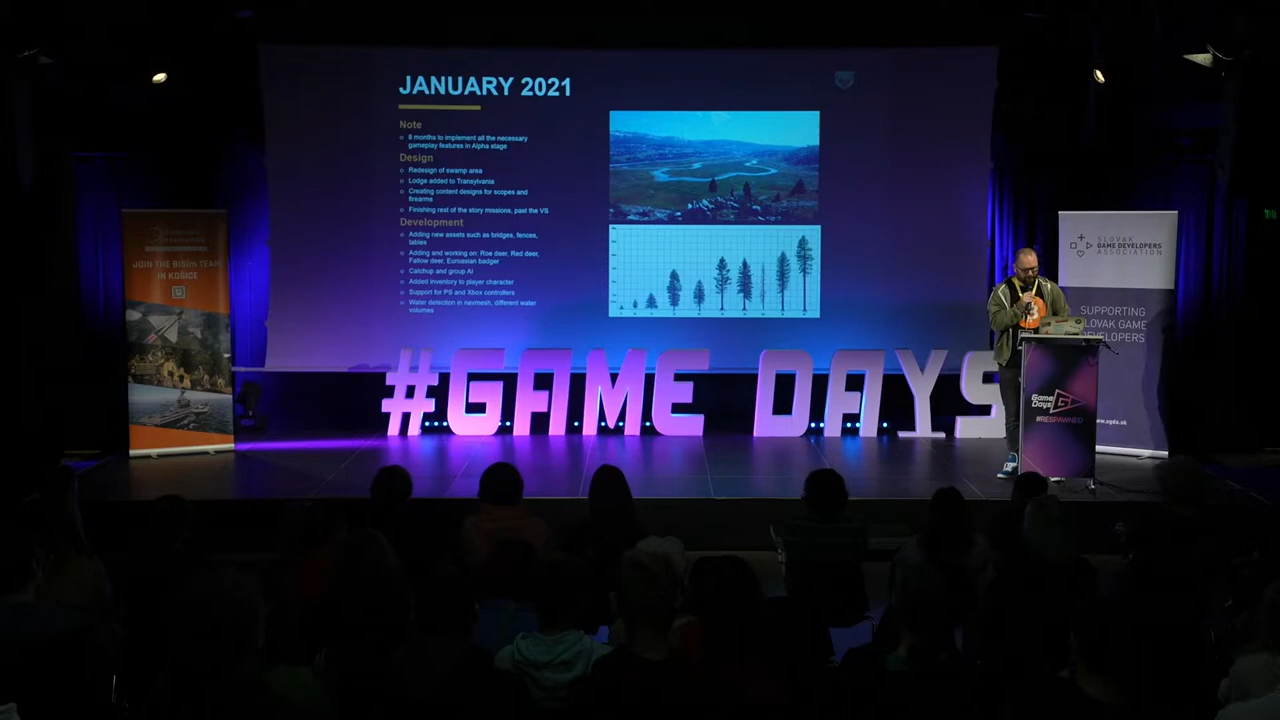 JANUARY 2021
Note
8 months to implement all the necessary
gameplay features in Alpha stage
Design
Redesign of swamp area
Lodge added to Transylvania
Creating content designs for scopes and
firearms
Finishing rest of the story missions, past the VS
Development
Adding new assets such as bridges, fences,
tables
Adding and working on: Roe deer, Red deer,
Fallow deer, Euroasian badger
Catchup and group AI
Added inventory to player character
Support for PS and Xbox controllers
Water detection in navmesh, different water
volumes
JOIN THE BISim TEAM
IN KOŠICE
#GAME DAYS
SLOVAK
GAME DEVELOPERS
ASSOCIATION
SUPPORTING
SLOVAK GAME
DEVELOPERS
www.sgda.sk
Game
Days
#RESPAWNED